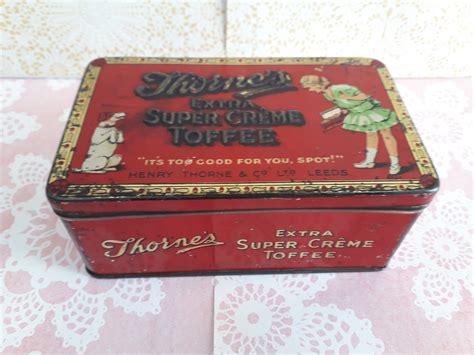 Thorne's
EXTRA
SUPER CRÈME
TOFFEE
"IT'S TOO GOOD FOR YOU, SPOT!"
HENRY THORNE & CO LTD LEEDS.
Thorne's
EXTRA
SUPER-CRÈME
TOFFEE